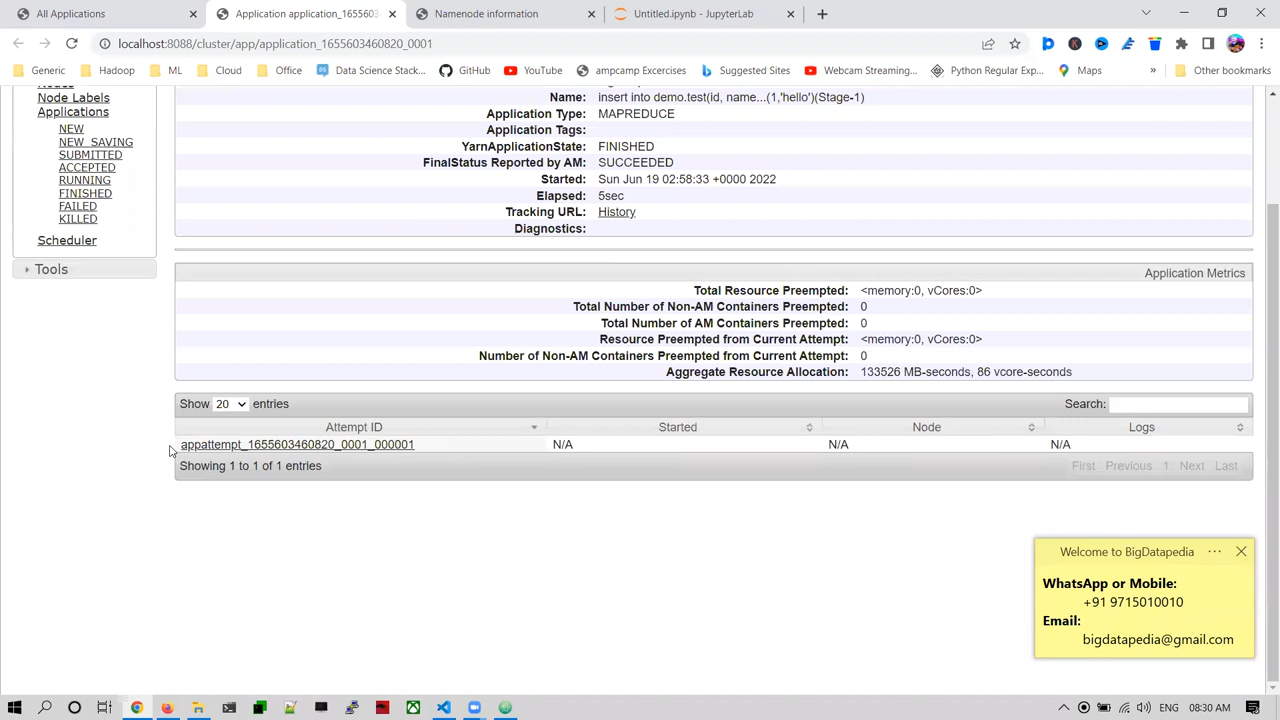 All Applications
Application application_1655603460
Namenode information
Untitled.ipynb - JupyterLab
localhost:8088/cluster/app/application_1655603460820_0001
Generic
Hadoop
ML
Cloud
Office
Data Science Stack...
GitHub
YouTube
ampcamp Excercises
Suggested Sites
Webcam Streaming...
Python Regular Exp...
Maps
»
Other bookmarks
Node Labels
Applications
NEW
NEW_SAVING
SUBMITTED
ACCEPTED
RUNNING
FINISHED
FAILED
KILLED
Scheduler
Tools
Name: insert into demo.test(id, name...(1,'hello')(Stage-1)
Application Type: MAPREDUCE
Application Tags:
YarnApplicationState: FINISHED
FinalStatus Reported by AM: SUCCEEDED
Started: Sun Jun 19 02:58:33 +0000 2022
Elapsed: 5sec
Tracking URL: History
Diagnostics:
Application Metrics
Total Resource Preempted: <memory:0, vCores:0>
Total Number of Non-AM Containers Preempted: 0
Total Number of AM Containers Preempted: 0
Resource Preempted from Current Attempt: <memory:0, vCores:0>
Number of Non-AM Containers Preempted from Current Attempt: 0
Aggregate Resource Allocation: 133526 MB-seconds, 86 vcore-seconds
Show 20 entries Search:
Attempt ID Started Node Logs
appattempt_1655603460820_0001_000001 N/A N/A N/A
Showing 1 to 1 of 1 entries First Previous 1 Next Last
Welcome to BigDatapedia
WhatsApp or Mobile:
+91 9715010010
Email:
bigdatapedia@gmail.com
ENG 08:30 AM